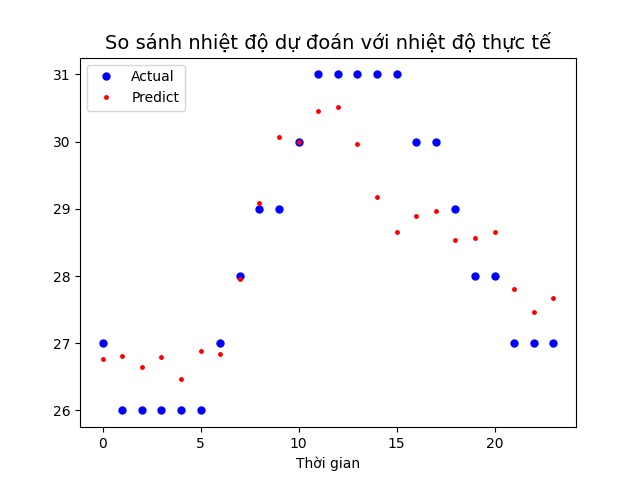 So sánh nhiệt độ dự đoán với nhiệt độ thực tế
Actual
Predict
31
30
29
28
27
26
0 5 10 15 20
Thời gian